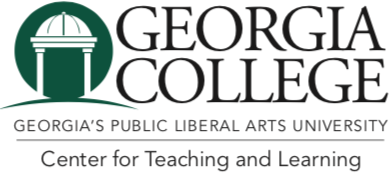 GEORGIA
COLLEGE
GEORGIA'S PUBLIC LIBERAL ARTS UNIVERSITY
Center for Teaching and Learning